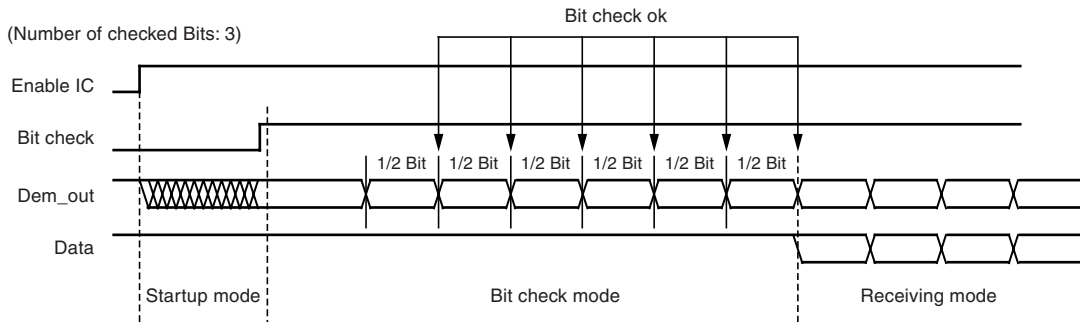 Bit check ok
(Number of checked Bits: 3)
Enable IC
Bit check
1/2 Bit 1/2 Bit 1/2 Bit 1/2 Bit 1/2 Bit 1/2 Bit
Dem_out
Data
Startup mode Bit check mode Receiving mode